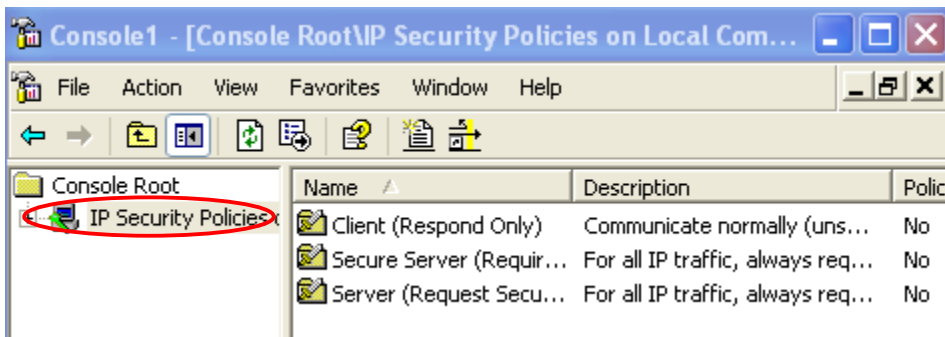 Console1 - [Console Root\IP Security Policies on Local Com...
File Action View Favorites Window Help
Console Root
IP Security Policies
Name Description Polic
Client (Respond Only) Communicate normally (uns... No
Secure Server (Requir... For all IP traffic, always req... No
Server (Request Secu... For all IP traffic, always req... No